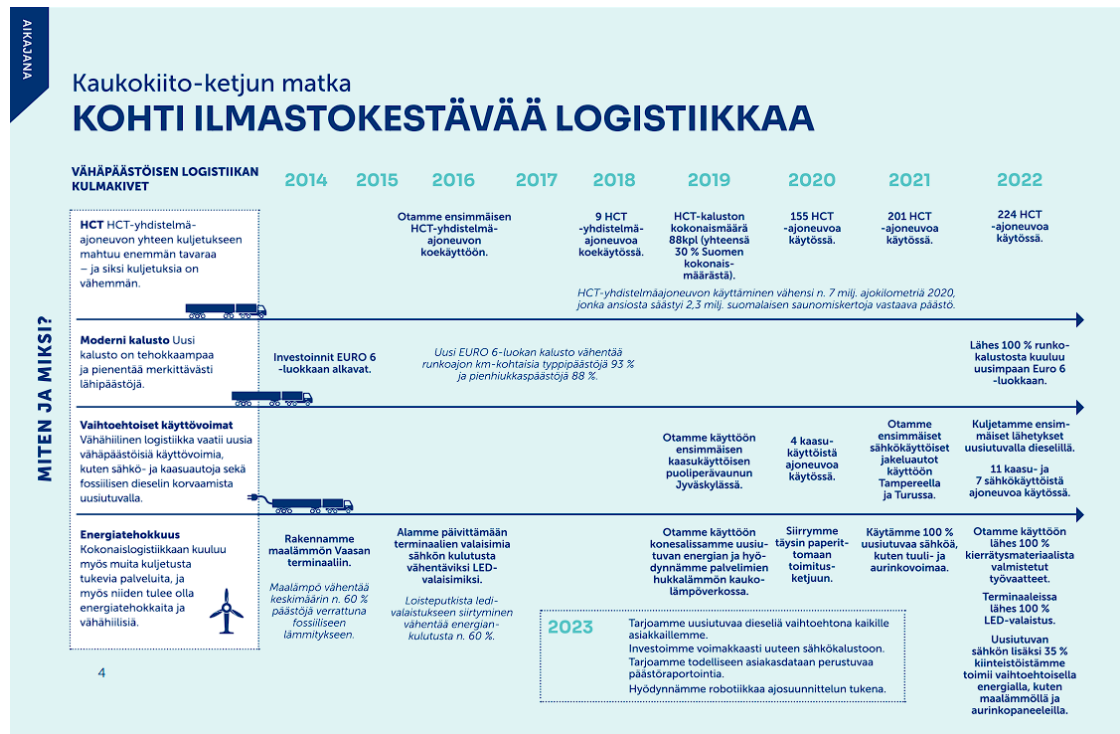 AIKAJANA
Kaukokiito-ketjun matka
KOHTI ILMASTOKESTÄVÄÄ LOGISTIIKKAA
VÄHÄPÄÄSTÖISEN LOGISTIIKAN
KULMAKIVET
2014
2015
2016
2017
2018
2019
2020
2021
2022
MITEN JA MIKSI?
HCT HCT-yhdistelmä-
ajoneuvon yhteen kuljetukseen
mahtuu enemmän tavaraa
– ja siksi kuljetuksia on
vähemmän.
Otamme ensimmäisen
HCT-yhdistelmä-
ajoneuvon
koekäyttöön.
9 HCT
-yhdistelmä-
ajoneuvoa
koekäytössä.
HCT-kaluston
kokonaismäärä
88kpl (yhteensä
30 % Suomen
kokonais-
määrästä).
155 HCT
-ajoneuvoa
käytössä.
201 HCT
-ajoneuvoa
käytössä.
224 HCT
-ajoneuvoa
käytössä.
HCT-yhdistelmäajoneuvon käyttäminen vähensi n. 7 milj. ajokilometriä 2020,
jonka ansiosta säästyi 2,3 milj. suomalaisen saunomiskertoja vastaava päästö.
Moderni kalusto Uusi
kalusto on tehokkaampaa
ja pienentää merkittävästi
lähipäästöjä.
Investoinnit EURO 6
-luokkaan alkavat.
Uusi EURO 6-luokan kalusto vähentää
runkoajon km-kohtaisia typpipäästöjä 93 %
ja pienhiukkaspäästöjä 88 %.
Lähes 100 % runko-
kalustosta kuuluu
uusimpaan Euro 6
-luokkaan.
Vaihtoehtoiset käyttövoimat
Vähähiilinen logistiikka vaatii uusia
vähäpäästöisiä käyttövoimia,
kuten sähkö- ja kaasuautoja sekä
fossiilisen dieselin korvaamista
uusiutuvalla.
Otamme käyttöön
ensimmäisen
kaasukäyttöisen
puoliperävaunun
Jyväskylässä.
4 kaasu-
käyttöistä
ajoneuvoa
käytössä.
Otamme
ensimmäiset
sähkökäyttöiset
jakeluautot
käyttöön
Tampereella
ja Turussa.
Kuljetamme ensim-
mäiset lähetykset
uusiutuvalla dieselillä.
11 kaasu- ja
7 sähkökäyttöistä
ajoneuvoa käytössä.
Energiatehokkuus
Kokonaislogistiikkaan kuuluu
myös muita kuljetusta
tukevia palveluita, ja
myös niiden tulee olla
energiatehokkaita ja
vähähiilisiä.
Rakennamme
maalämmön Vaasan
terminaaliin.
Maalämpö vähentää
keskimäärin n. 60 %
päästöjä verrattuna
fossiiliseen
lämmitykseen.
Alamme päivittämään
terminaalien valaisimia
sähkön kulutusta
vähentäviksi LED-
valaisimiksi.
Loisteputkista ledi-
valaistukseen siirtyminen
vähentää energian-
kulutusta n. 60 %.
Otamme käyttöön
konesalissamme uusiu-
tuvan energian ja hyö-
dynnämme palvelimien
hukkalämmön kauko-
lämpöverkossa.
Siirrymme
täysin paperit-
tomaan
toimitus-
ketjuun.
Käytämme 100 %
uusiutuvaa sähköä,
kuten tuuli- ja
aurinkovoimaa.
Otamme käyttöön
lähes 100 %
kierrätysmateriaalista
valmistetut
työvaatteet.
Terminaaleissa
lähes 100 %
LED-valaistus.
Uusiutuvan
sähkön lisäksi 35 %
kiinteistöistämme
toimii vaihtoehtoisella
energialla, kuten
maalämmöllä ja
aurinkopaneeleilla.
2023
Tarjoamme uusiutuvaa dieseliä vaihtoehtona kaikille
asiakkaillemme.
Investoimme voimakkaasti uuteen sähkökalustoon.
Tarjoamme todelliseen asiakasdataan perustuvaa
päästöraportointia.
Hyödynnämme robotiikkaa ajosuunnittelun tukena.
4